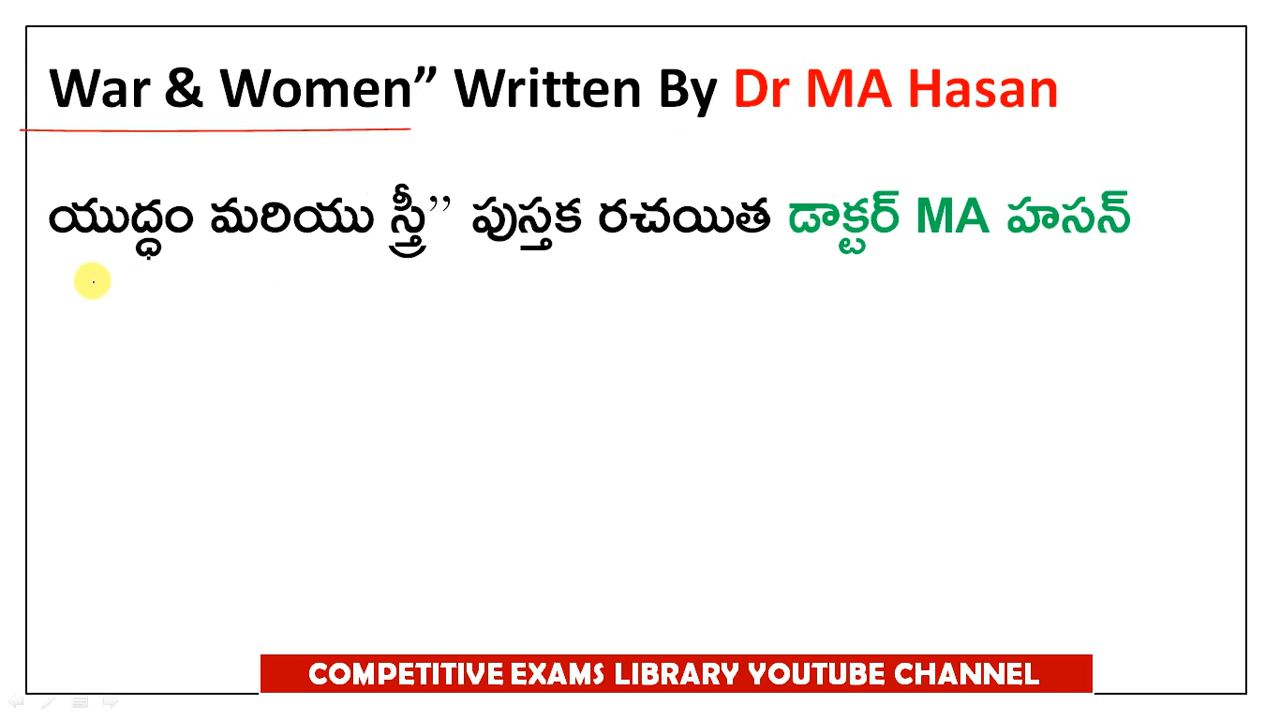 War & Women” Written By Dr MA Hasan
యుద్ధం మరియు స్త్రీ” పుస్తక రచయిత డాక్టర్ MA హసన్
COMPETITIVE EXAMS LIBRARY YOUTUBE CHANNEL